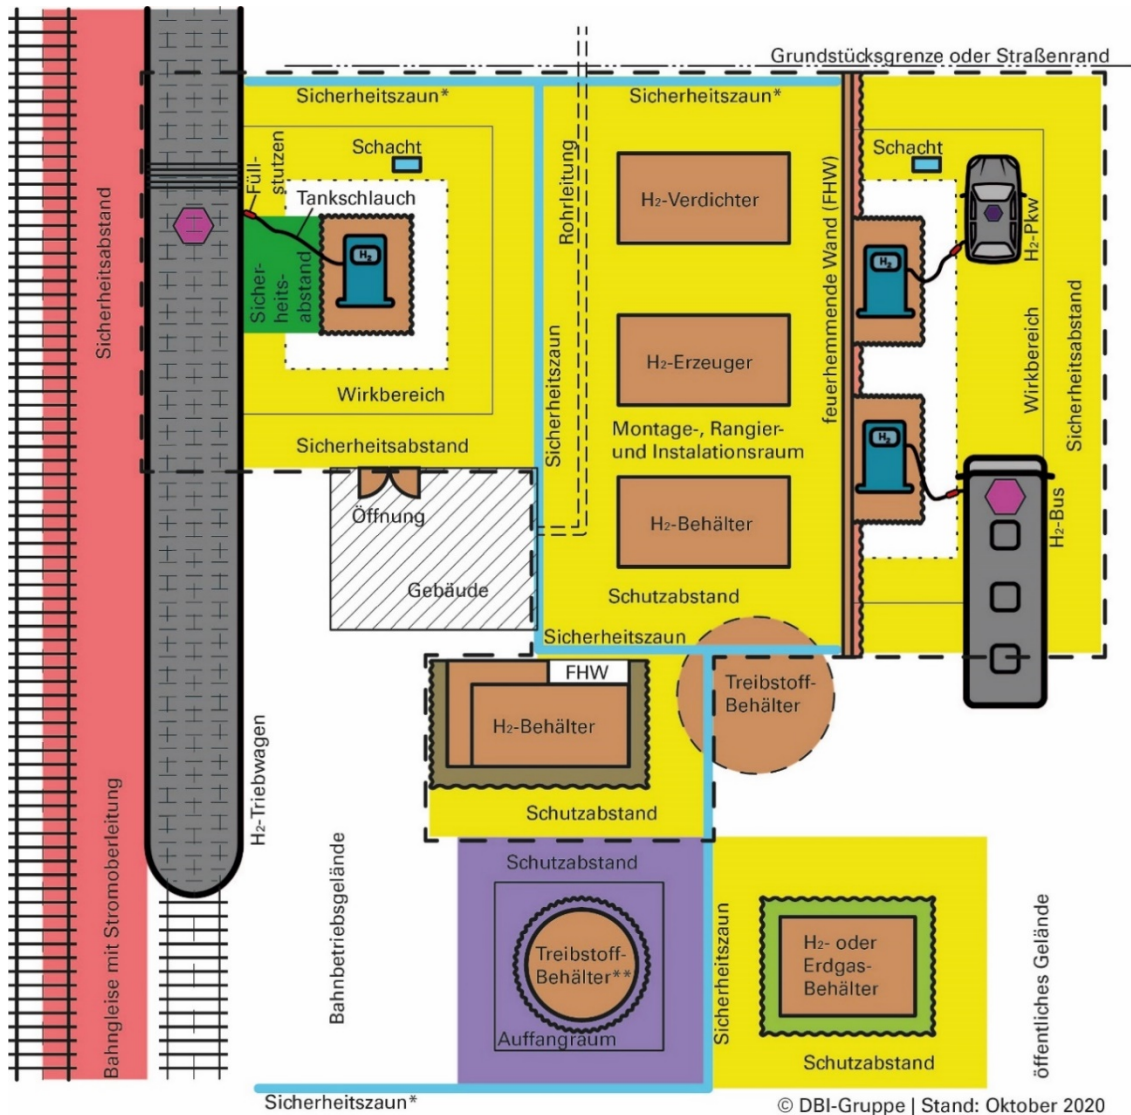 Grundstücksgrenze oder Straßenrand
Sicherheitszaun*
Sicherheitszaun*
Sicherheitsabstand
Füll-
stutzen
Schacht
Tankschlauch
H₂
Sicher-
heits-
abstand
Wirkbereich
Sicherheitsabstand
Rohrleitung
Sicherheitszaun
H₂-Verdichter
H₂-Erzeuger
Montage-, Rangier-
und Instalationsraum
H₂-Behälter
Schutzabstand
Sicherheitszaun
feuerhemmende Wand (FHW)
Schacht
H₂
H₂
H₂-Pkw
Wirkbereich
Sicherheitsabstand
H₂-Bus
Öffnung
Gebäude
FHW
H₂-Behälter
Schutzabstand
Treibstoff-
Behälter
H₂-Triebwagen
Bahngleise mit Stromoberleitung
Bahnbetriebsgelände
Schutzabstand
Treibstoff-
Behälter**
Auffangraum
Sicherheitszaun
H₂- oder
Erdgas-
Behälter
Schutzabstand
öffentliches Gelände
Sicherheitszaun*
© DBI-Gruppe | Stand: Oktober 2020